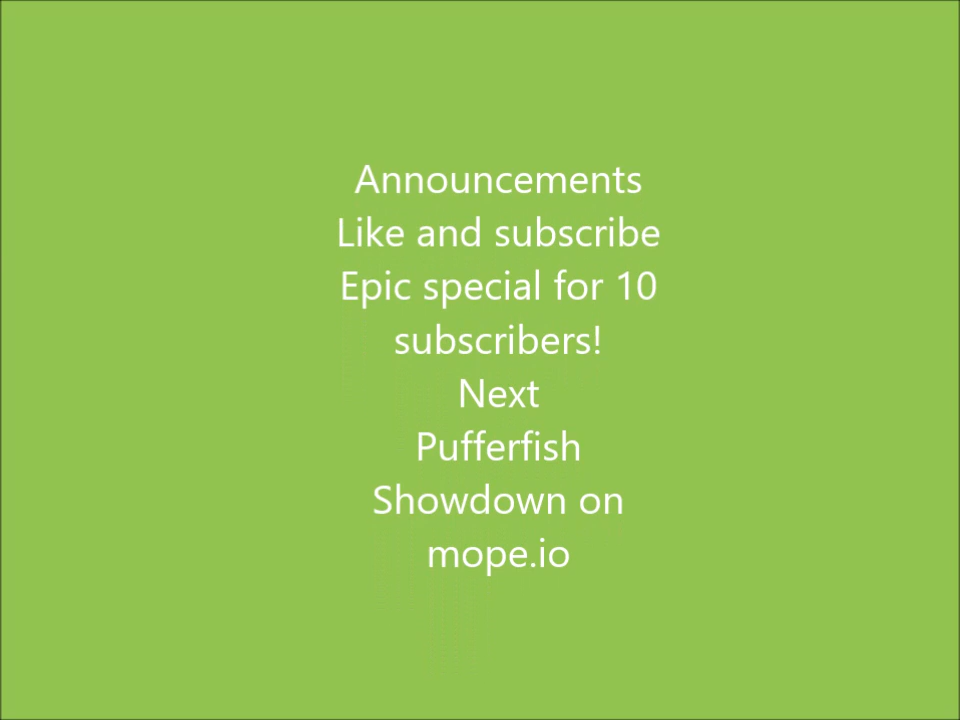 Announcements
Like and subscribe
Epic special for 10
subscribers!
Next
Pufferfish
Showdown on
mope.io